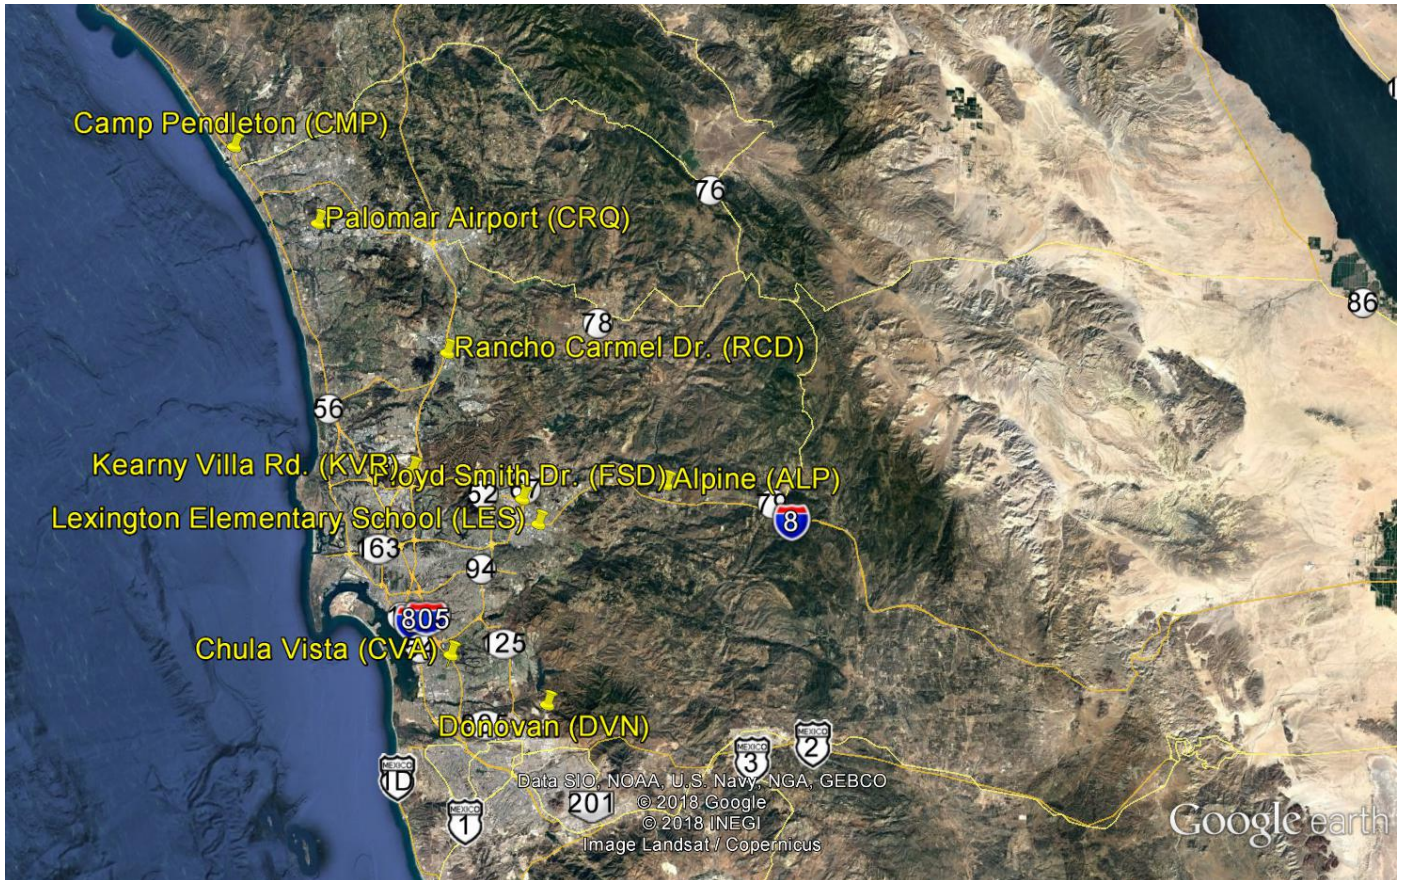 Camp Pendleton (CMP)
76
Palomar Airport (CRQ)
86
78
Rancho Carmel Dr. (RCD)
56
Kearny Villa Rd. (KVR)
Floyd Smith Dr. (FSD)
Alpine (ALP)
52
67
78
8
Lexington Elementary School (LES)
163
94
805
Chula Vista (CVA)
125
Donovan (DVN)
MEXICO
2
MEXICO
3
MEXICO
1D
Data SIO, NOAA, U.S. Navy, NGA, GEBCO
201
© 2018 Google
MEXICO
1
© 2018 INEGI
Image Landsat / Copernicus
Google earth